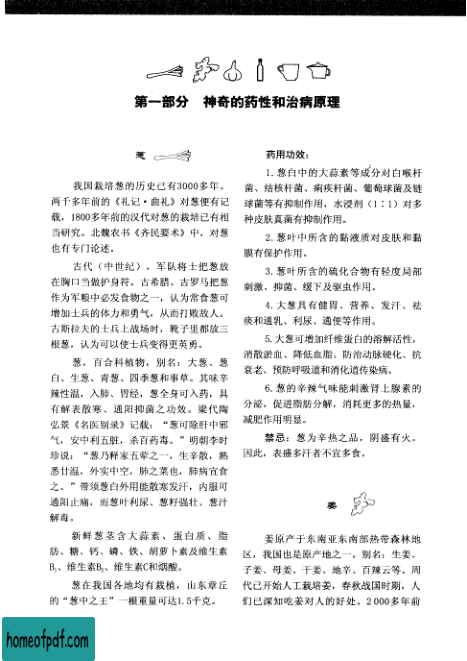 第一部分 神奇的药性和治病原理
葱
我国栽培葱的历史已有3000多年。
两千多年前的《礼记·曲礼》对葱便有记
载，1800多年前的汉代对葱的栽培已有相
当研究。北魏农书《齐民要术》中，对葱
也有专门论述。
古代（中世纪），军队将士把葱放
在胸口当做护身符。古希腊、古罗马把葱
作为军粮中必发食物之一，认为常食葱可
增加士兵的体力和勇气，从而打败敌人。
古斯拉夫的士兵上战场时，靴子里都放三
根葱，认为可以使士兵变得更英勇。
葱，百合科植物，别名：大葱、葱
白、生葱、青葱、四季葱和事草。其味辛
辣性温，入肺、胃经，葱全身可入药，具
有解表散寒、通阳抑菌之功效。梁代陶
弘景《名医别录》记载：“葱可除肝中邪
气，安中利五脏，杀百药毒。”明朝李时
珍说：“葱乃释家五荤之一，生辛散，熟
悉甘温，外实中空，肺之菜也，肺病宜食
之。”带须葱白外用能散寒发汗，内服可
通阳止痛，而葱叶利尿、葱籽强壮、葱汁
解毒。
新鲜葱茎含大蒜素、蛋白质、脂
肪、糖、钙、磷、铁、胡萝卜素及维生素
B₁、维生素B₂、维生素C和烟酸。
葱在我国各地均有栽植，山东章丘
的“葱中之王”一根重量可达1.5千克。
药用功效：
1.葱白中的大蒜素等成分对白喉杆
菌、结核杆菌、痢疾杆菌、葡萄球菌及链
球菌等有抑制作用，水浸剂（1∶1）对多
种皮肤真菌有抑制作用。
2.葱叶中所含的黏液质对皮肤和黏
膜有保护作用。
3.葱叶所含的硫化合物有轻度局部
刺激、抑菌、缓下及驱虫作用。
4.大葱具有健胃、营养、发汗、祛
痰和通乳、利尿、通便等作用。
5.大葱可增加纤维蛋白的溶解活性，
消散淤血、降低血脂、防治动脉硬化、抗
衰老、预防呼吸道和消化道传染病。
6.葱的辛辣气味能刺激肾上腺素的
分泌，促进脂肪分解，消耗更多的热量，
减肥作用明显。
禁忌：葱为辛热之品，阴盛有火。
因此，表盛多汗者不宜多食。
姜
姜原产于东南亚东南部热带森林地
区，我国也是原产地之一，别名：生姜、
子姜、母姜、干姜、地辛、百辣云等。周
代已开始人工栽培姜，春秋战国时期，人
们已深知吃姜对人的好处。2 000多年前
homeofpdf.com